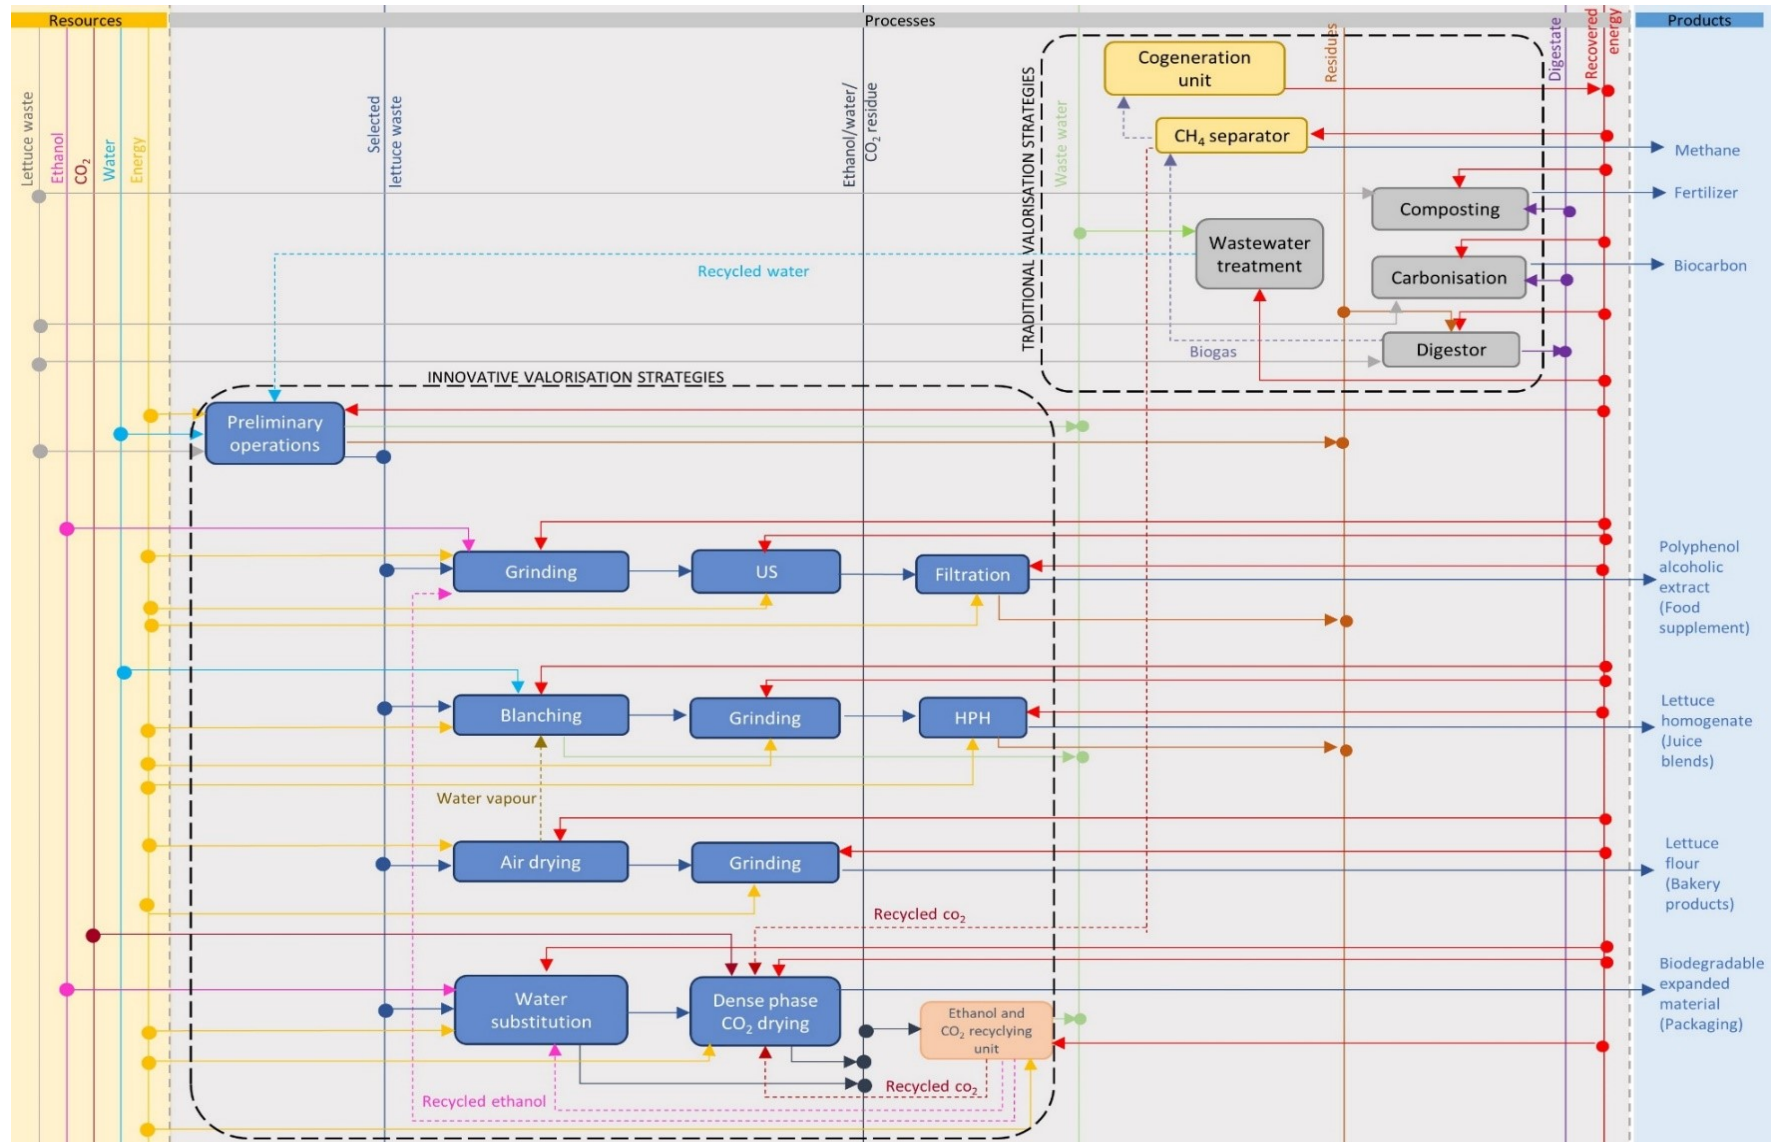 Resources
Processes
Products
Lettuce waste
Ethanol
CO2
Water
Energy
Selected
lettuce waste
Ethanol/water/
CO2 residue
TRADITIONAL VALORISATION STRATEGIES
Waste water
Residues
Digestate
Recovered
energy
Cogeneration
unit
CH4 separator
Methane
Fertilizer
Composting
Wastewater
treatment
Recycled water
Carbonisation
Biocarbon
Biogas
Digestor
INNOVATIVE VALORISATION STRATEGIES
Preliminary
operations
Grinding
US
Filtration
Polyphenol
alcoholic
extract
(Food
supplement)
Blanching
Grinding
HPH
Lettuce
homogenate
(Juice
blends)
Water vapour
Air drying
Grinding
Lettuce
flour
(Bakery
products)
Recycled co2
Water
substitution
Dense phase
CO2 drying
Ethanol and
CO2 recyclying
unit
Biodegradable
expanded
material
(Packaging)
Recycled co2
Recycled ethanol